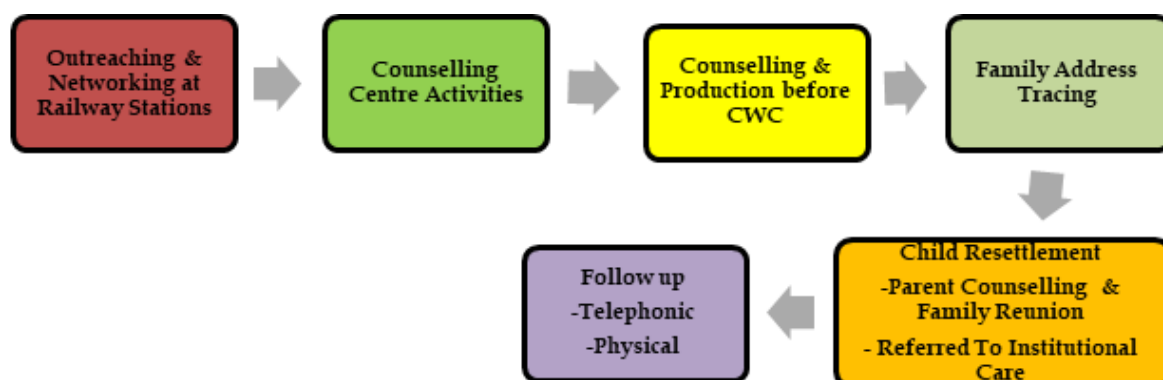 Outreaching &
Networking at
Railway Stations
Counselling
Centre Activities
Counselling &
Production before
CWC
Family Address
Tracing
Child Resettlement
-Parent Counselling &
Family Reunion
- Referred To Institutional
Care
Follow up
-Telephonic
-Physical